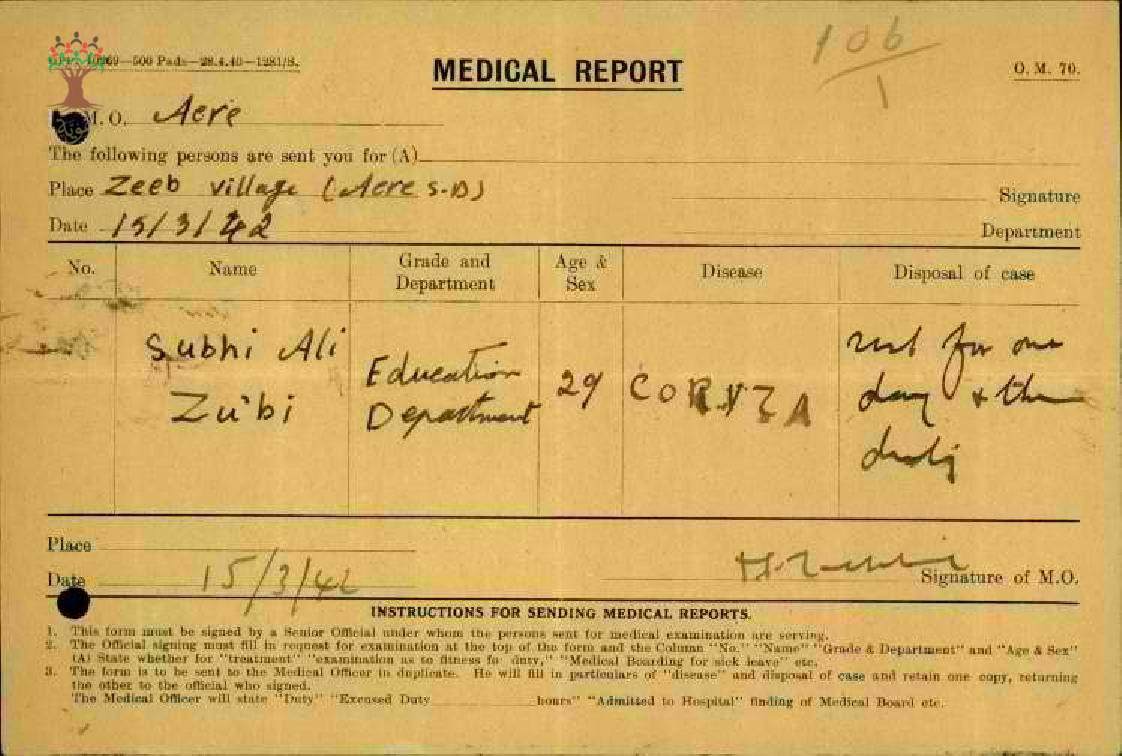 106
1
10269—500 Pads—28.4.40—1281/S.
MEDICAL REPORT
O. M. 70.
M.O. Acre
The following persons are sent you for (A)
Place Zeeb village (Acre S.D)
Signature
Date 15/3/42
Department
No. Name Grade and Department Age & Sex Disease Disposal of case
Subhi Ali
Zu'bi
Education
Department
29
CORYZA
rest for one
day & then
duty
Place
Date 15/3/42
Signature of M.O.
INSTRUCTIONS FOR SENDING MEDICAL REPORTS.
1. This form must be signed by a Senior Official under whom the persons sent for medical examination are serving.
2. The Official signing must fill in request for examination at the top of the form and the Column "No." "Name" "Grade & Department" and "Age & Sex"
(A) State whether for "treatment" "examination as to fitness fo duty," "Medical Boarding for sick leave" etc.
3. The form is to be sent to the Medical Officer in duplicate. He will fill in particulars of "disease" and disposal of case and retain one copy, returning
the other to the official who signed.
The Medical Officer will state "Duty" "Excused Duty hours" "Admitted to Hospital" finding of Medical Board etc.